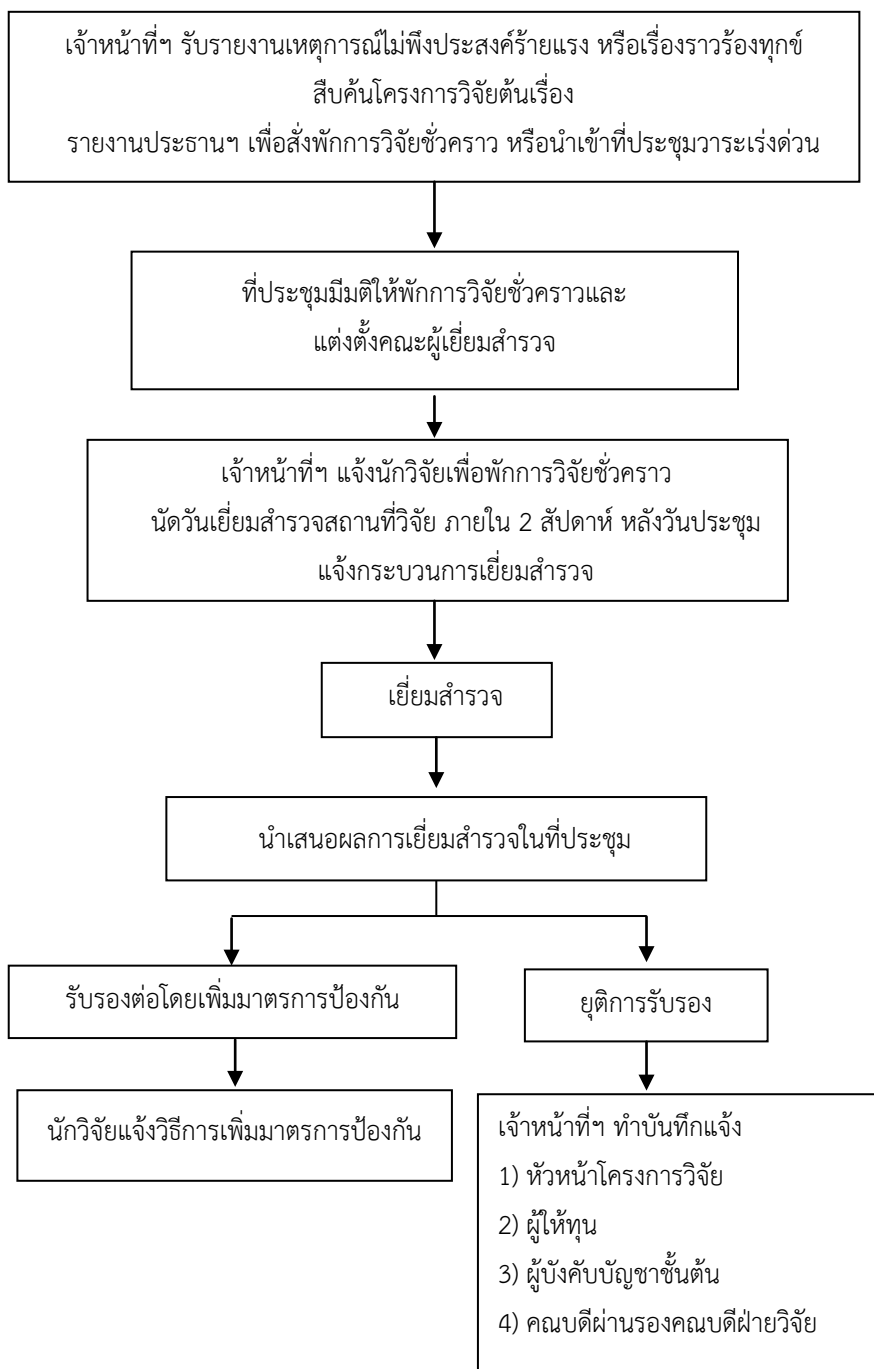 เจ้าหน้าที่ฯ รับรายงานเหตุการณ์ไม่พึงประสงค์ร้ายแรง หรือเรื่องราวร้องทุกข์
สืบค้นโครงการวิจัยต้นเรื่อง
รายงานประธานฯ เพื่อสั่งพักการวิจัยชั่วคราว หรือนำเข้าที่ประชุมวาระเร่งด่วน
ที่ประชุมมีมติให้พักการวิจัยชั่วคราวและ
แต่งตั้งคณะผู้เยี่ยมสำรวจ
เจ้าหน้าที่ฯ แจ้งนักวิจัยเพื่อพักการวิจัยชั่วคราว
นัดวันเยี่ยมสำรวจสถานที่วิจัย ภายใน 2 สัปดาห์ หลังวันประชุม
แจ้งกระบวนการเยี่ยมสำรวจ
เยี่ยมสำรวจ
นำเสนอผลการเยี่ยมสำรวจในที่ประชุม
รับรองต่อโดยเพิ่มมาตรการป้องกัน
นักวิจัยแจ้งวิธีการเพิ่มมาตรการป้องกัน
ยุติการรับรอง
เจ้าหน้าที่ฯ ทำบันทึกแจ้ง
1) หัวหน้าโครงการวิจัย
2) ผู้ให้ทุน
3) ผู้บังคับบัญชาชั้นต้น
4) คณบดีผ่านรองคณบดีฝ่ายวิจัย